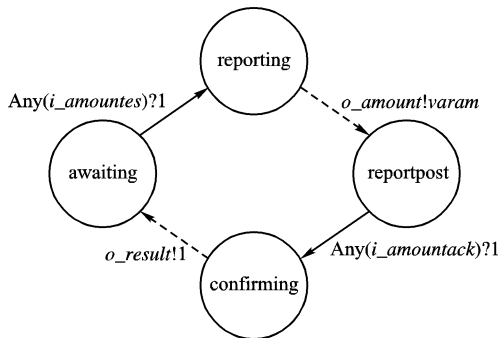 reporting
Any(i_amountes)?1
o_amount!varam
awaiting
reportpost
o_result!1
Any(i_amountack)?1
confirming